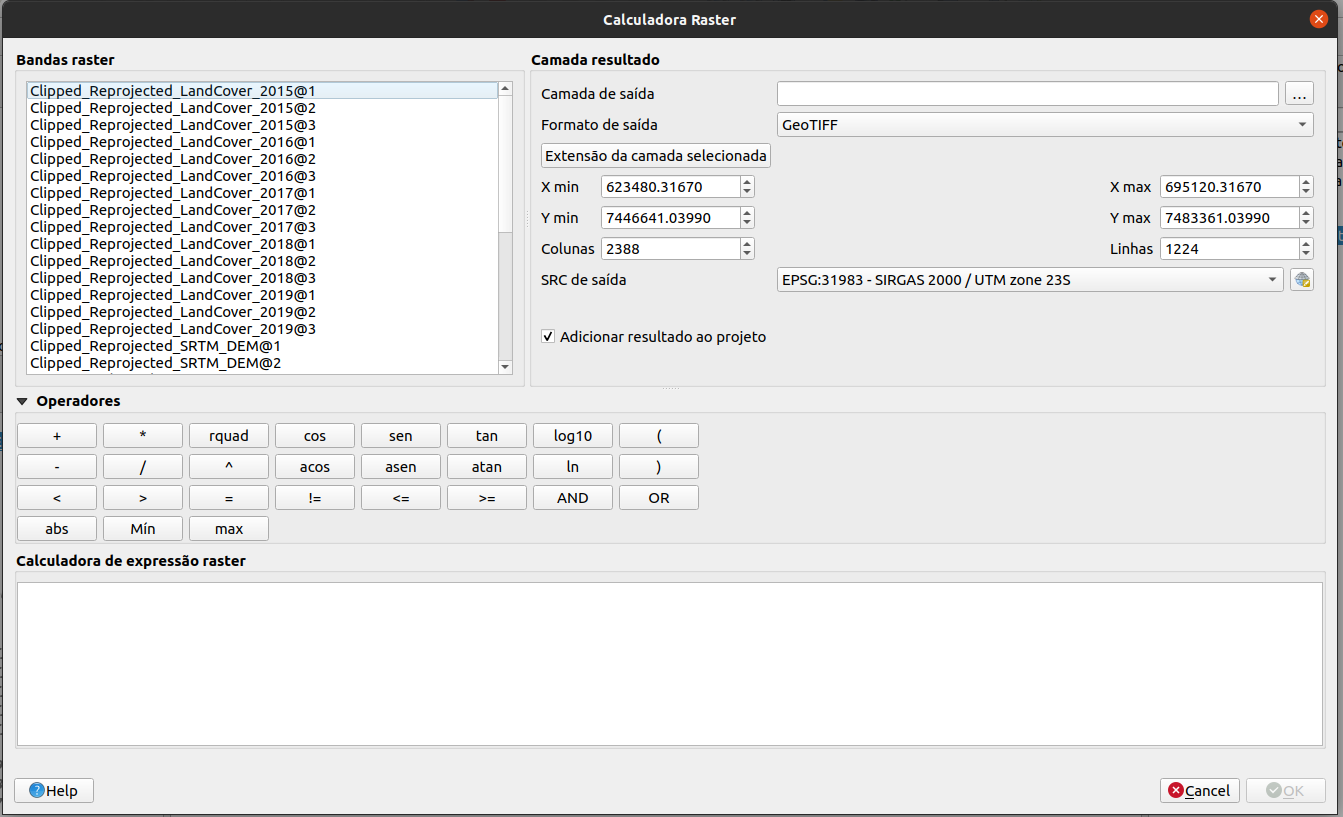 Calculadora Raster
Bandas raster
Clipped_Reprojected_LandCover_2015@1
Clipped_Reprojected_LandCover_2015@2
Clipped_Reprojected_LandCover_2015@3
Clipped_Reprojected_LandCover_2016@1
Clipped_Reprojected_LandCover_2016@2
Clipped_Reprojected_LandCover_2016@3
Clipped_Reprojected_LandCover_2017@1
Clipped_Reprojected_LandCover_2017@2
Clipped_Reprojected_LandCover_2017@3
Clipped_Reprojected_LandCover_2018@1
Clipped_Reprojected_LandCover_2018@2
Clipped_Reprojected_LandCover_2018@3
Clipped_Reprojected_LandCover_2019@1
Clipped_Reprojected_LandCover_2019@2
Clipped_Reprojected_LandCover_2019@3
Clipped_Reprojected_SRTM_DEM@1
Clipped_Reprojected_SRTM_DEM@2
Camada resultado
Camada de saída ...
Formato de saída GeoTIFF
Extensão da camada selecionada
X min 623480.31670 X max 695120.31670
Y min 7446641.03990 Y max 7483361.03990
Colunas 2388 Linhas 1224
SRC de saída EPSG:31983 - SIRGAS 2000 / UTM zone 23S
Adicionar resultado ao projeto
Operadores
+ * rquad cos sen tan log10 (
- / ^ acos asen atan ln )
< > = != <= >= AND OR
abs Mín max
Calculadora de expressão raster
Help Cancel OK